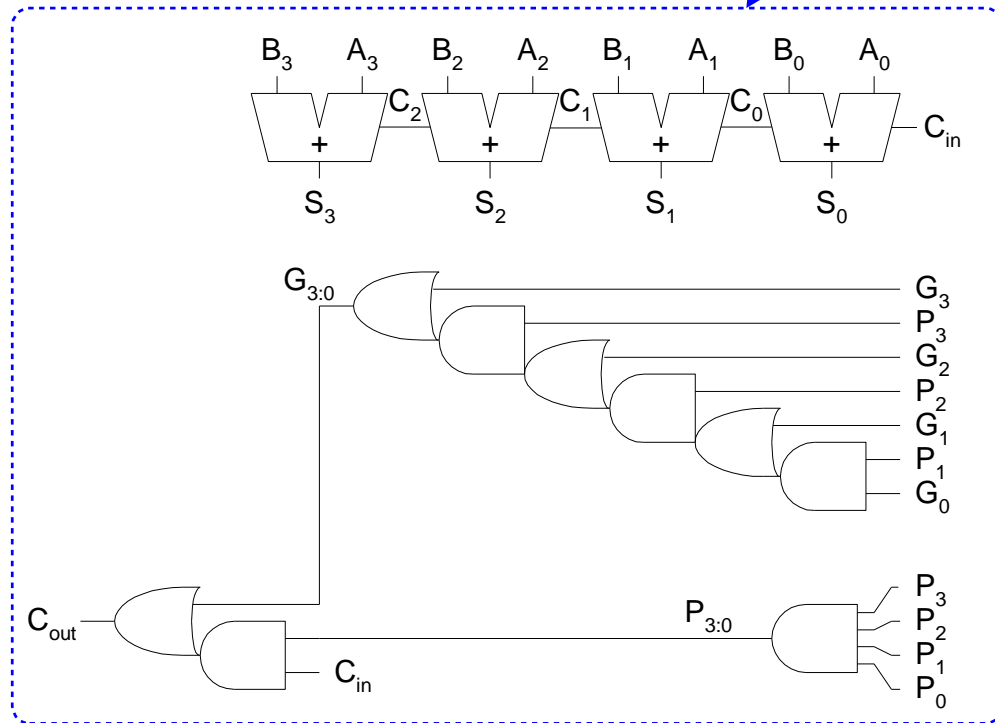 B3 A3 B2 A2 B1 A1 B0 A0
C2 C1 C0
+ + + + Cin
S3 S2 S1 S0
G3:0 G3
P3
G2
P2
G1
P1
G0
P3
P3:0 P2
Cout P1
Cin P0